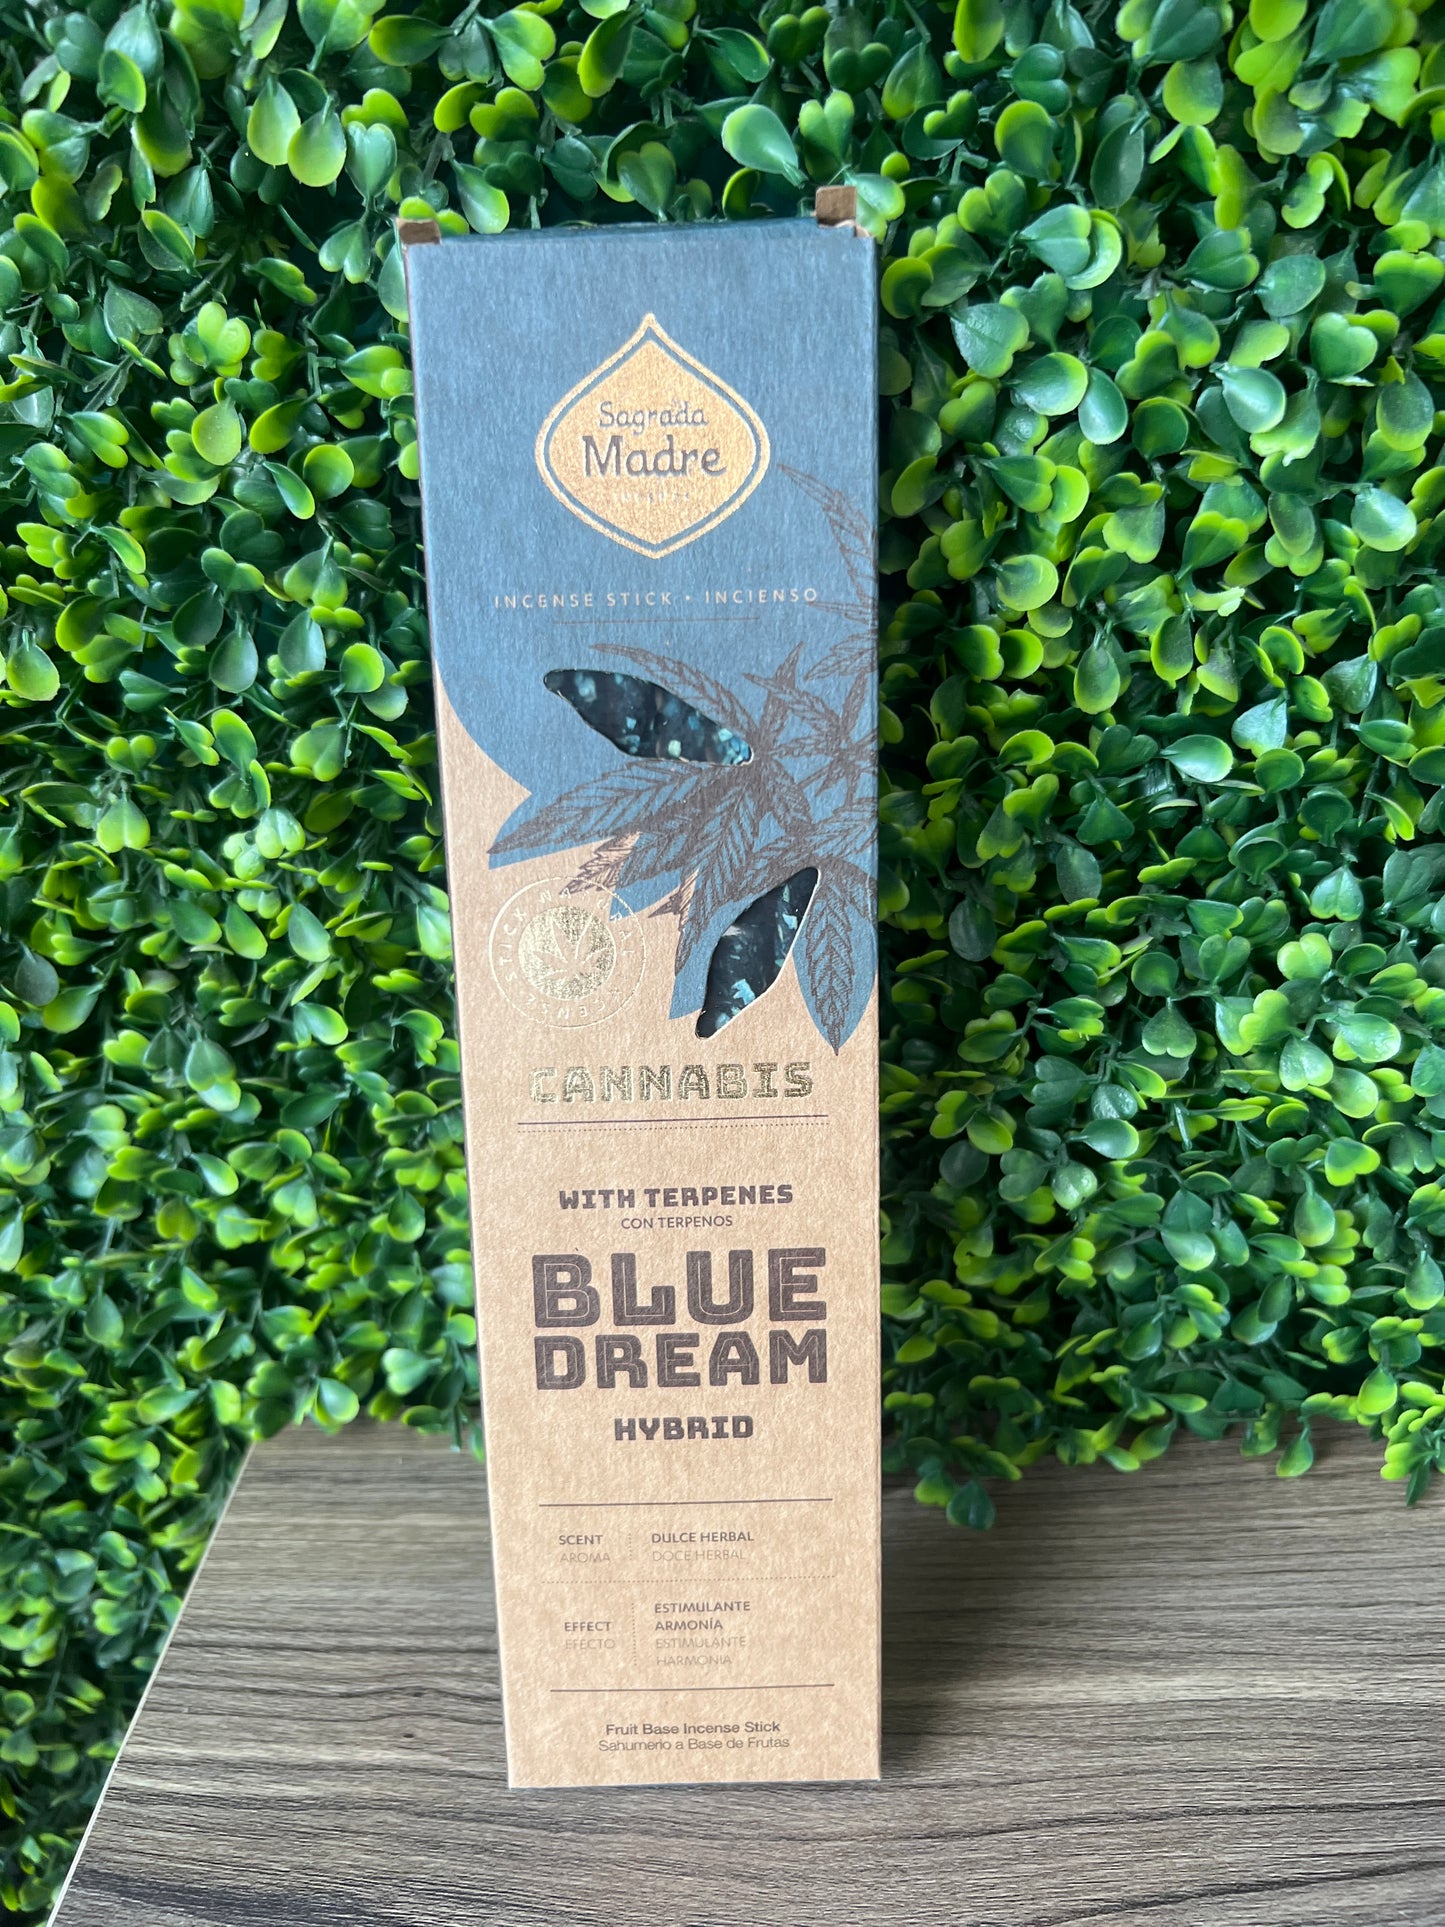 Sagrada
Madre
INCENSE STICK • INCIENSO
CANNABIS
WITH TERPENES
CON TERPENOS
BLUE
DREAM
HYBRID
SCENT
AROMA
DULCE HERBAL
DOCE HERBAL
EFFECT
EFECTO
ESTIMULANTE
ARMONÍA
ESTIMULANTE
HARMONIA
Fruit Base Incense Stick
Sahumerio a Base de Frutas